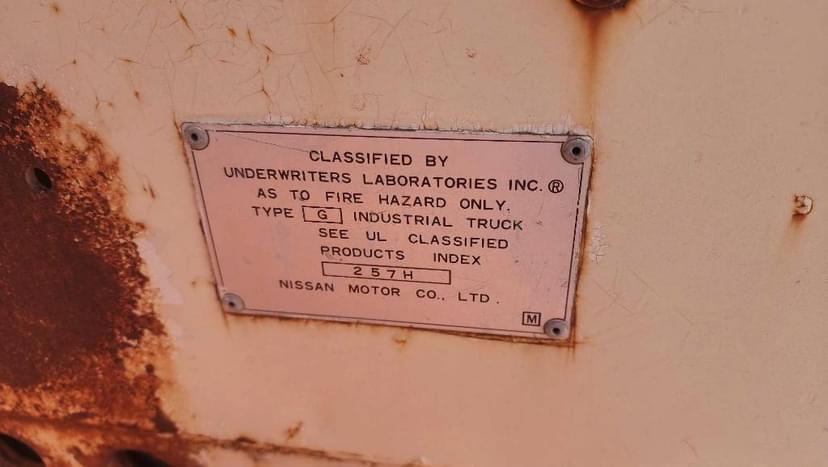 CLASSIFIED BY
UNDERWRITERS LABORATORIES INC.®
AS TO FIRE HAZARD ONLY.
TYPE G INDUSTRIAL TRUCK
SEE UL CLASSIFIED
PRODUCTS INDEX
257H
NISSAN MOTOR CO., LTD.
M